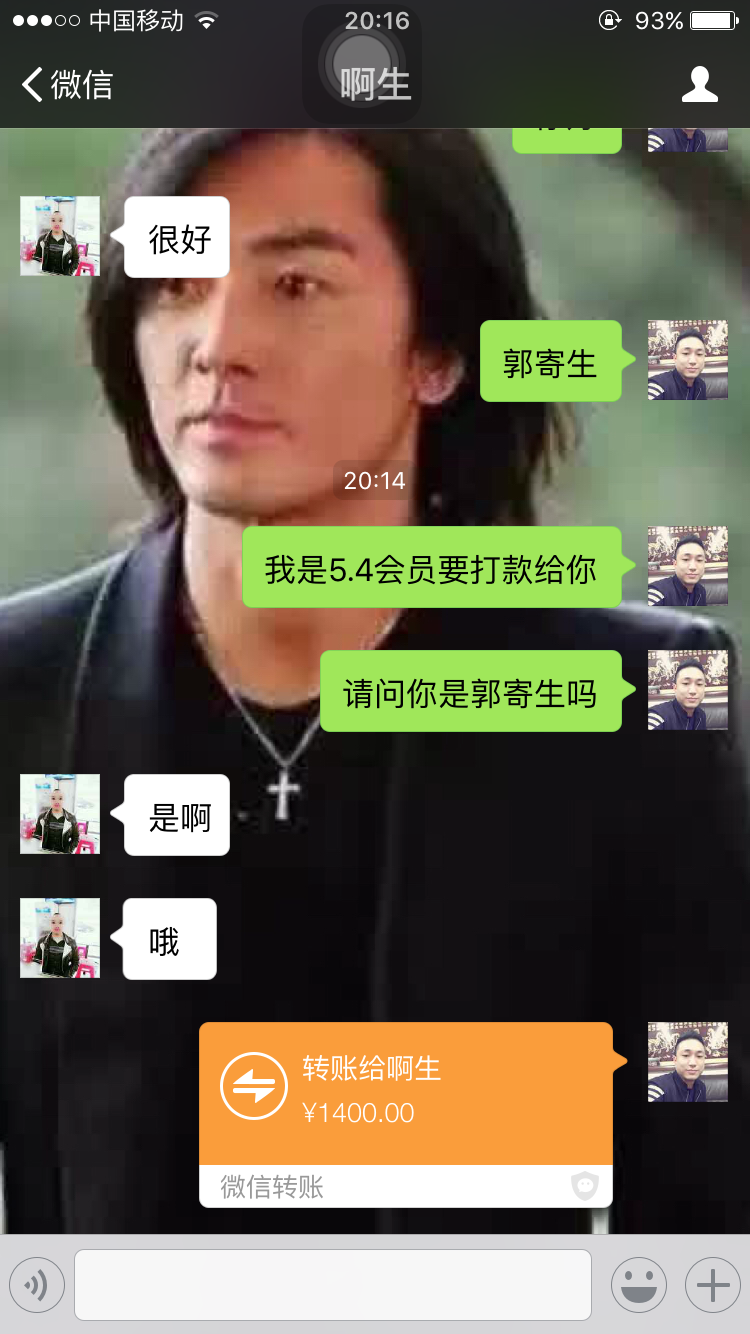 中国移动
20:16
93%
微信
啊生
很好
郭寄生
20:14
我是5.4会员要打款给你
请问你是郭寄生吗
是啊
哦
转账给啊生
¥1400.00
微信转账